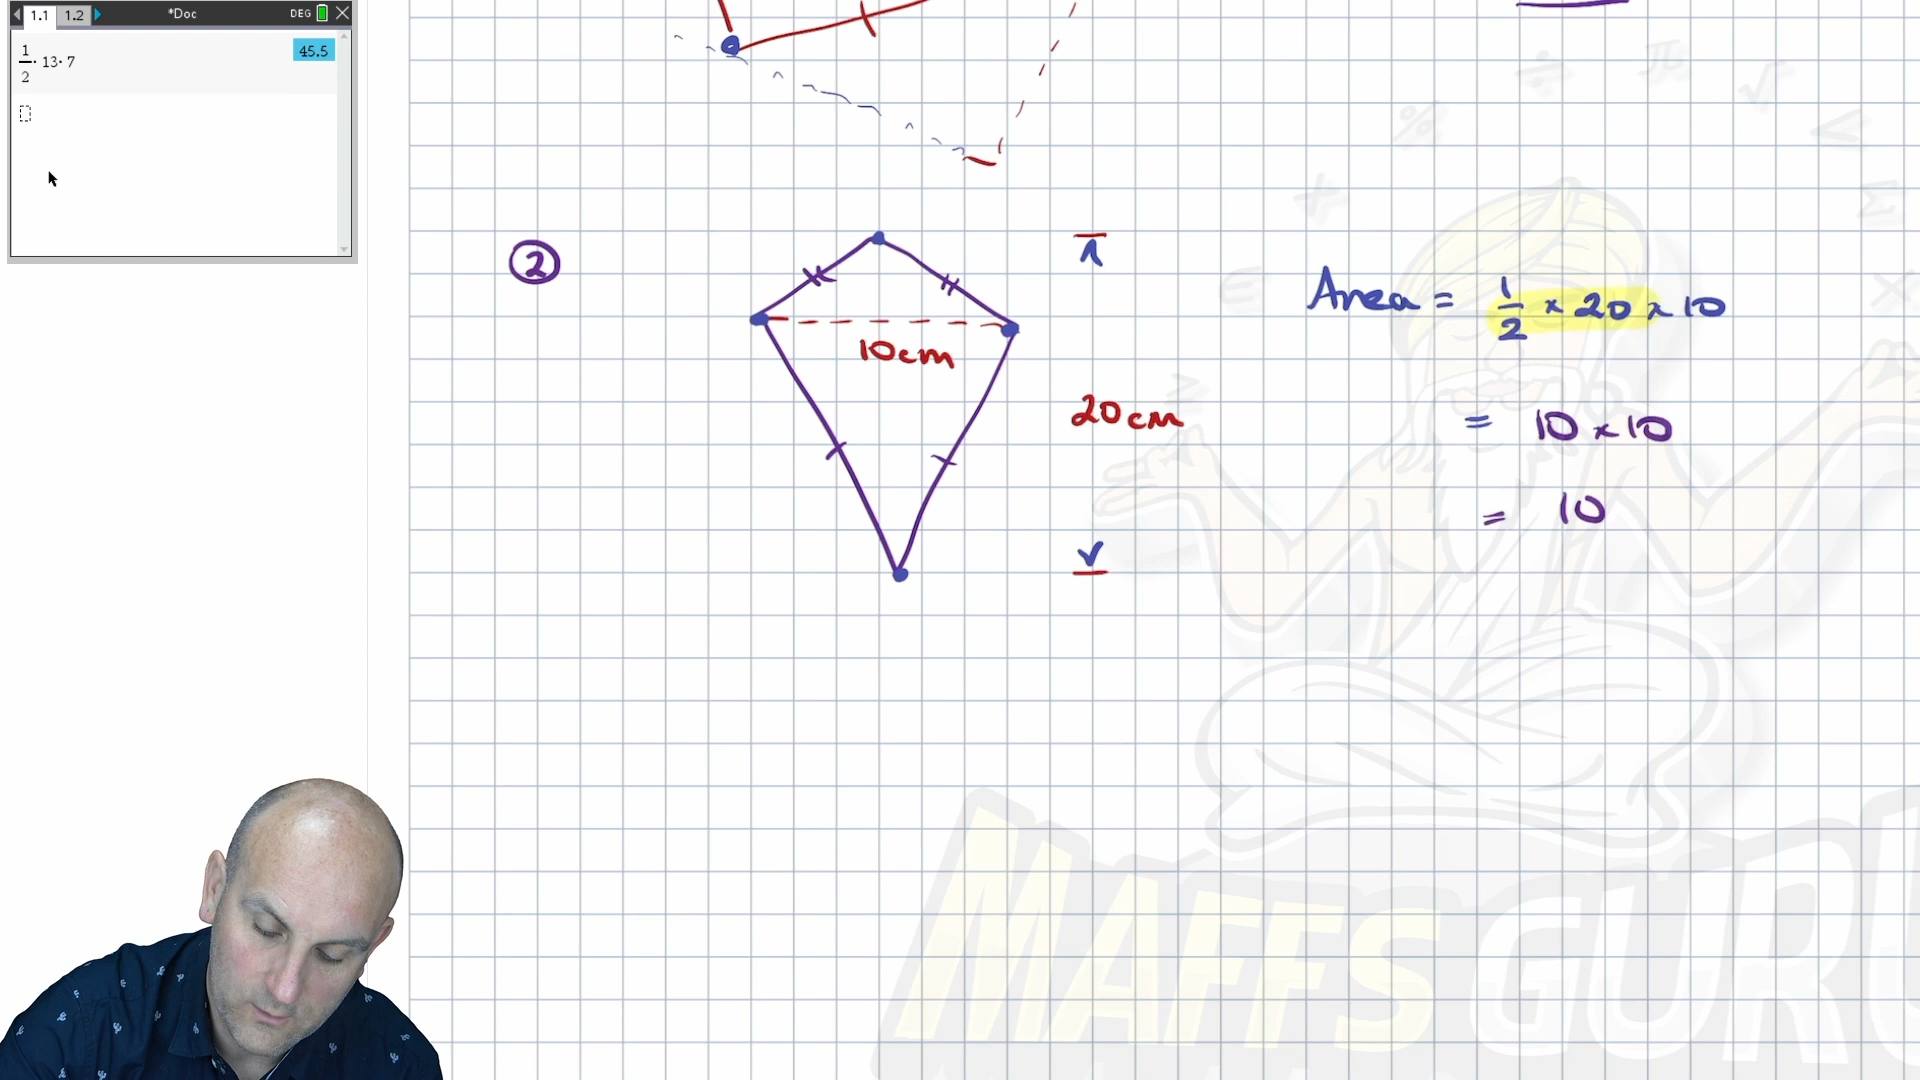 1.1 1.2 *Doc DEG
1/2 · 13 · 7 45.5
2
Area = 1/2 × 20 × 10
10cm
20cm
= 10 × 10
= 10
MAFFS GURU